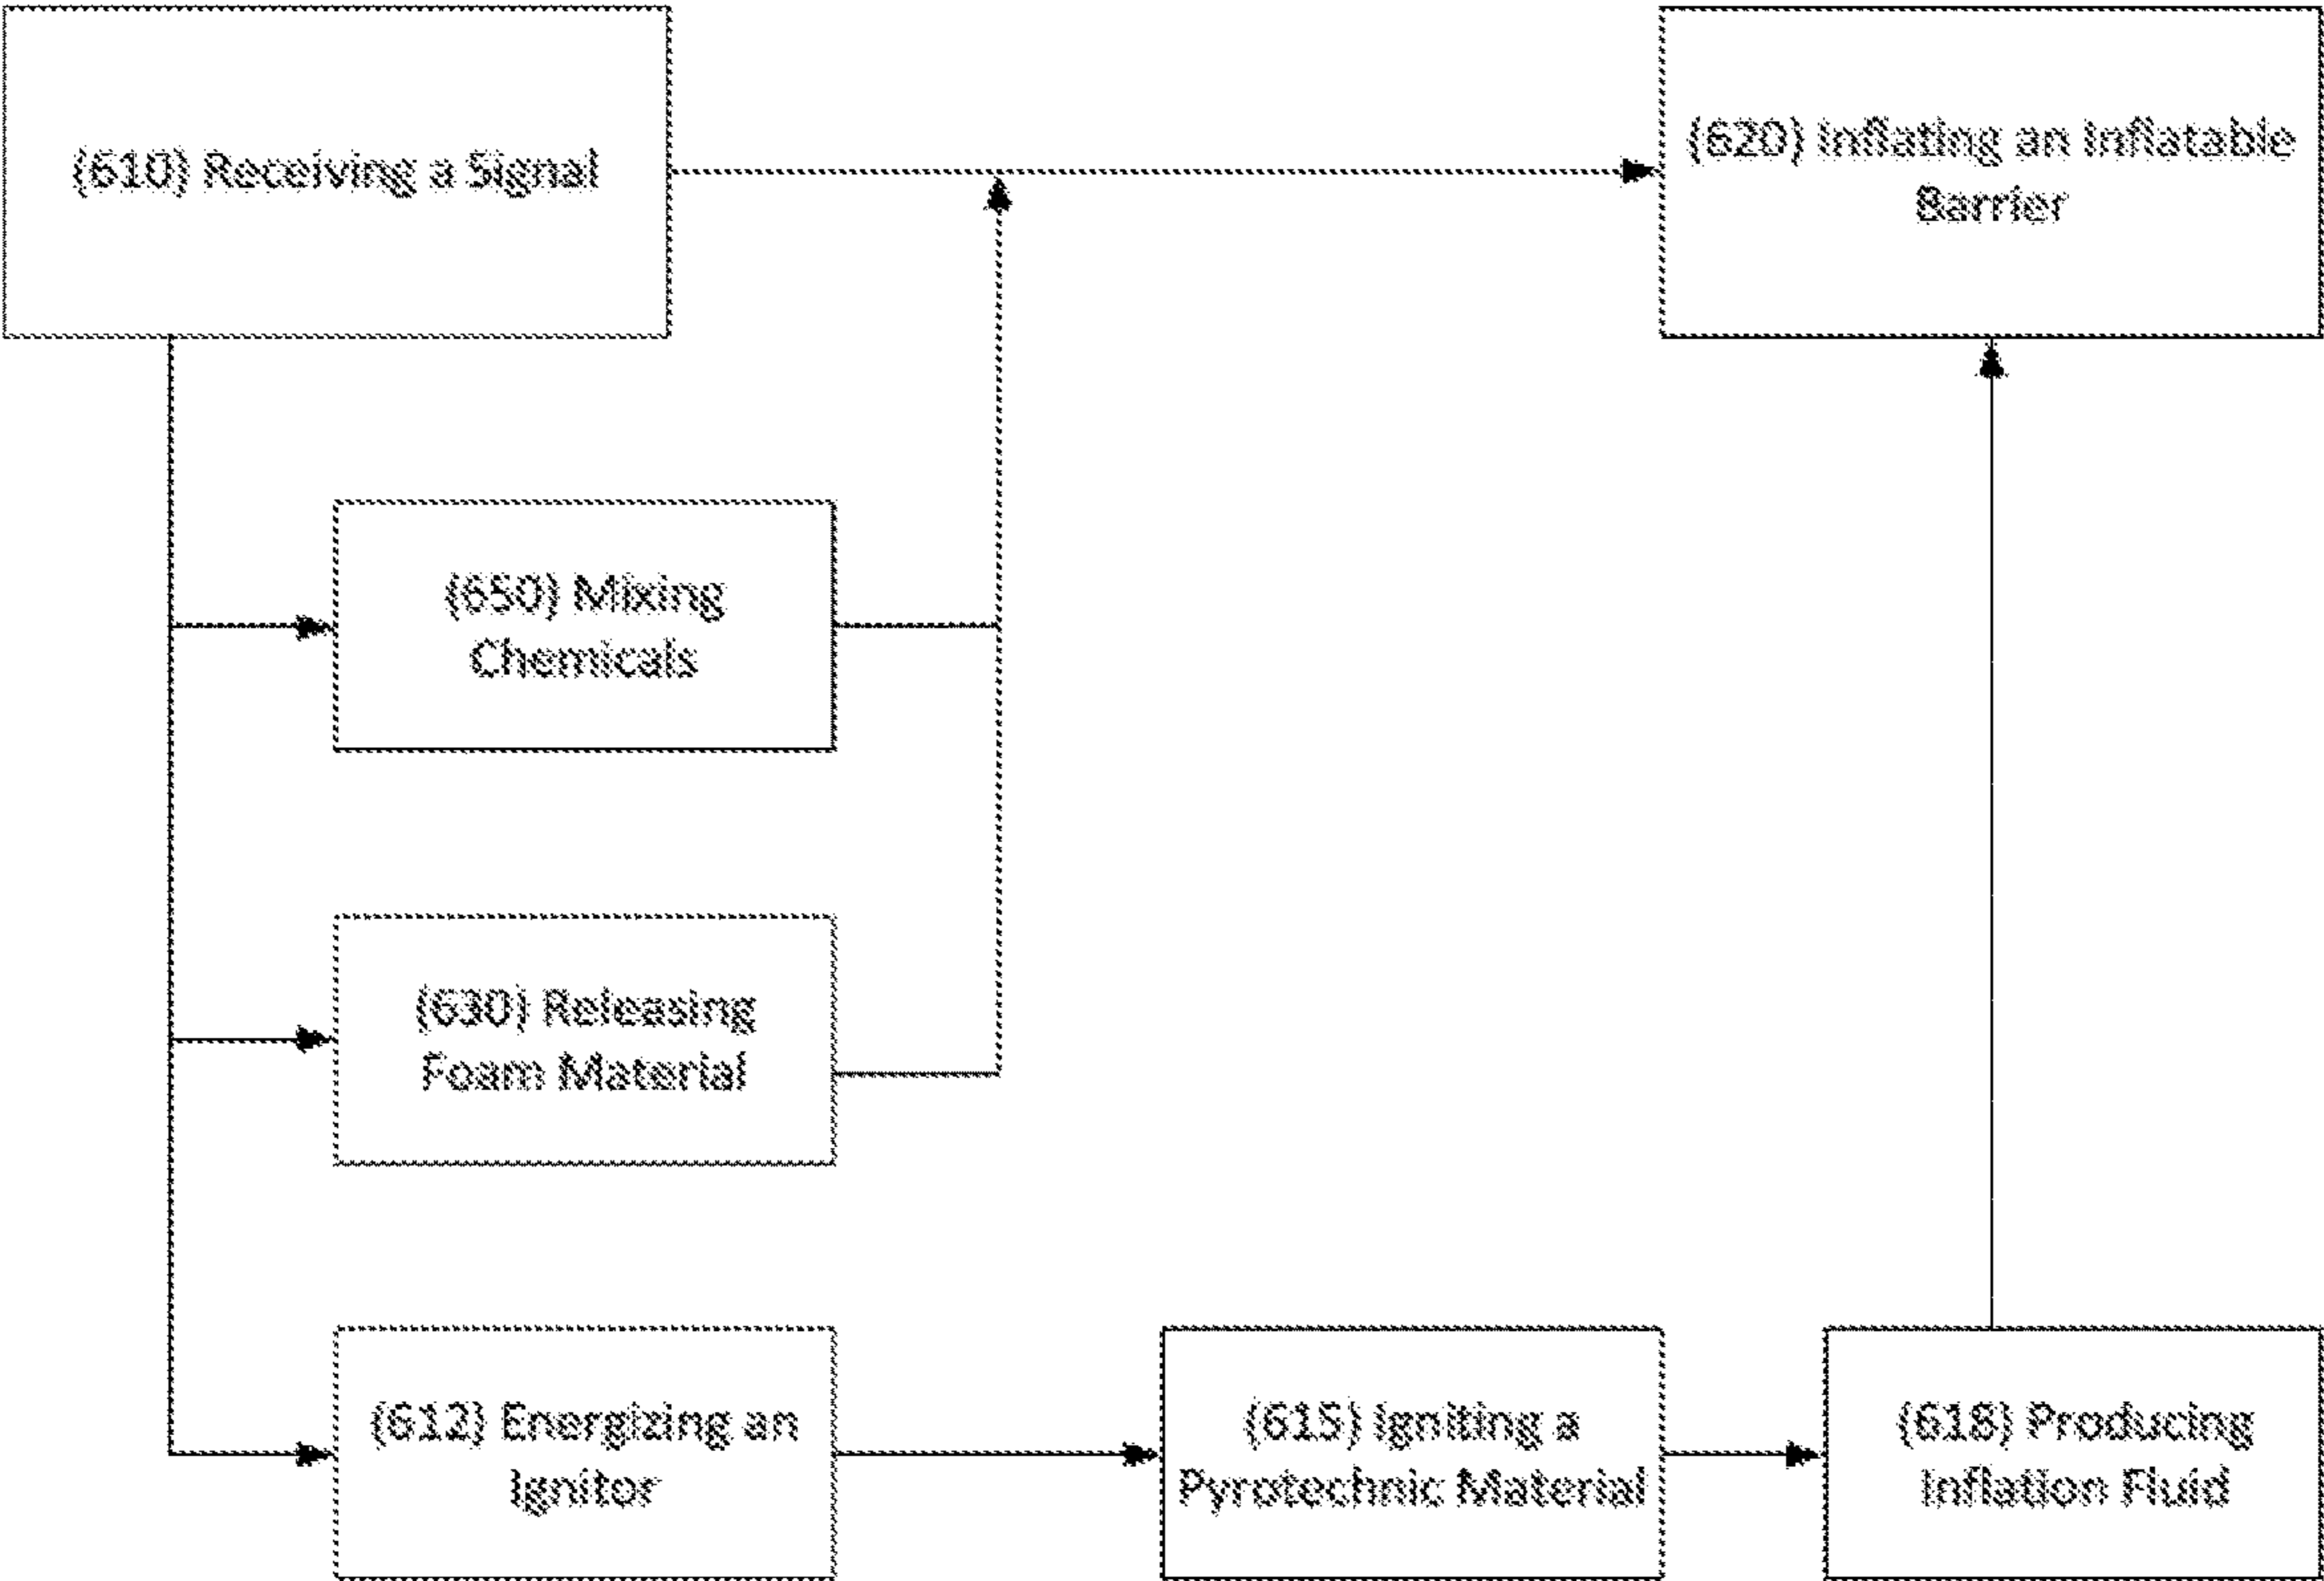 (610) Receiving a Signal
(620) Inflating an Inflatable
Barrier
(650) Mixing
Chemicals
(630) Releasing
Foam Material
(612) Energizing an
Ignitor
(615) Igniting a
Pyrotechnic Material
(618) Producing
Inflation Fluid